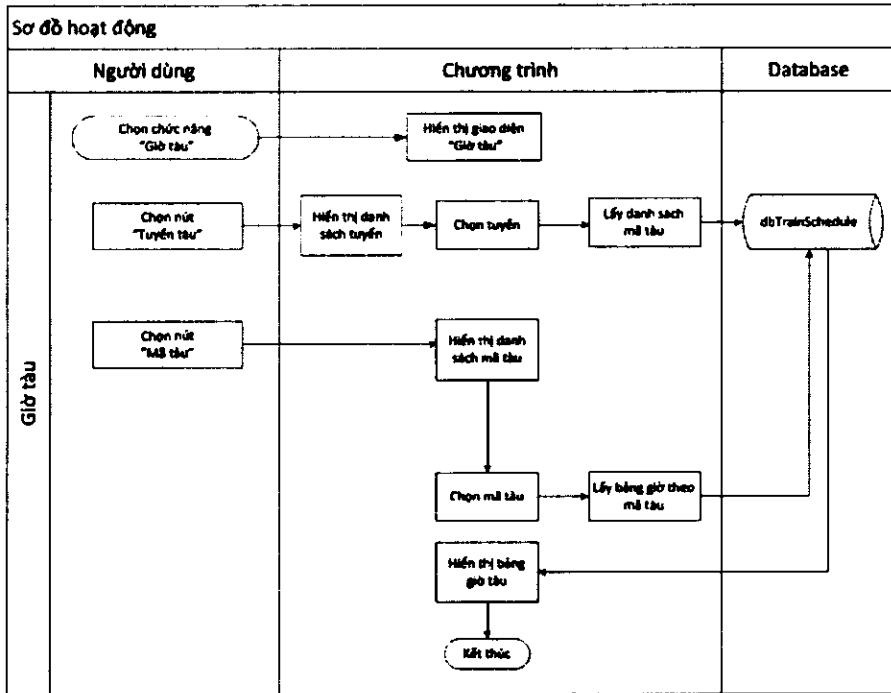 Sơ đồ hoạt động
Người dùng
Chương trình
Database
Giờ tàu
Chọn chức năng
"Giờ tàu"
Hiển thị giao diện
"Giờ tàu"
Chọn nút
"Tuyến tàu"
Hiển thị danh
sách tuyến
Chọn tuyến
Lấy danh sách
mã tàu
dbTrainSchedule
Chọn nút
"Mã tàu"
Hiển thị danh
sách mã tàu
Chọn mã tàu
Lấy bảng giờ theo
mã tàu
Hiển thị bảng
giờ tàu
Kết thúc